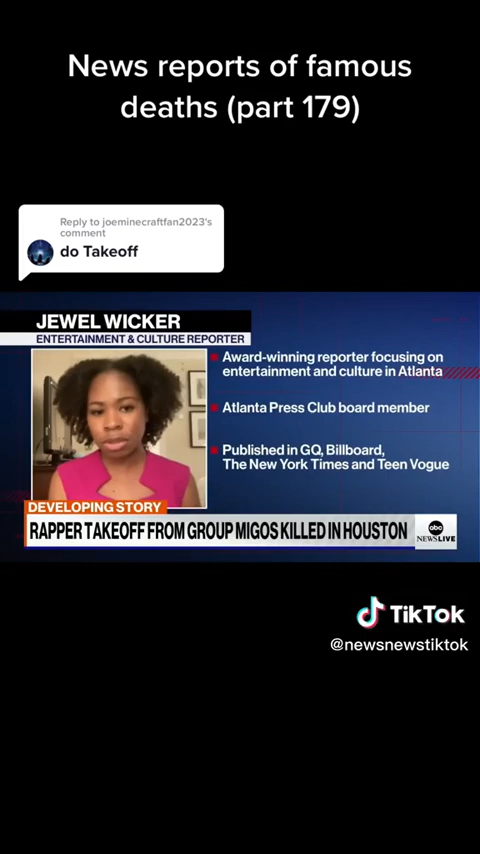 News reports of famous
deaths (part 179)
Reply to joeminecraftfan2023's
comment
do Takeoff
JEWEL WICKER
ENTERTAINMENT & CULTURE REPORTER
Award-winning reporter focusing on
entertainment and culture in Atlanta
Atlanta Press Club board member
Published in GQ, Billboard,
The New York Times and Teen Vogue
DEVELOPING STORY
RAPPER TAKEOFF FROM GROUP MIGOS KILLED IN HOUSTON
abc
NEWS LIVE
TikTok
@newsnewstiktok